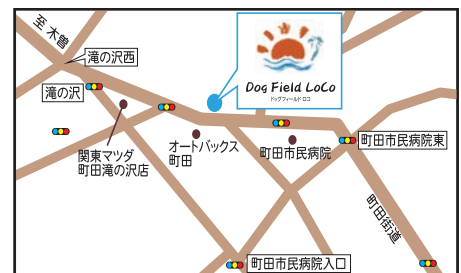 至 木曽
滝の沢西
滝の沢
Dog Field LoCo
ドッグフィールド ロコ
関東マツダ
町田滝の沢店
オートバックス
町田
町田市民病院
町田市民病院東
町田街道
町田市民病院入口